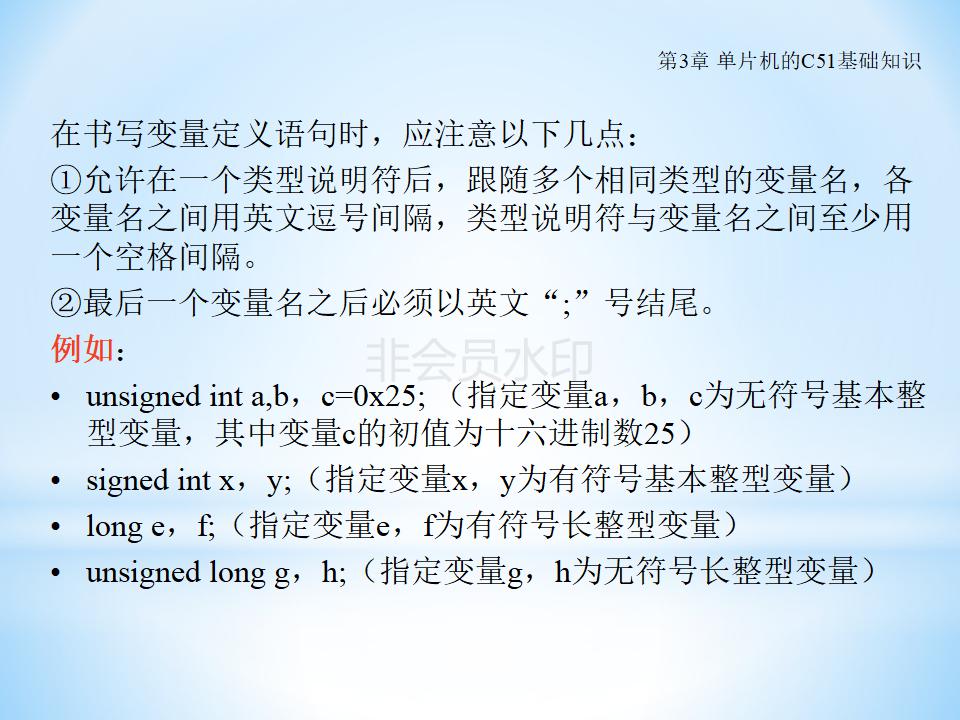 第3章 单片机的C51基础知识
在书写变量定义语句时，应注意以下几点：
①允许在一个类型说明符后，跟随多个相同类型的变量名，各
变量名之间用英文逗号间隔，类型说明符与变量名之间至少用
一个空格间隔。
②最后一个变量名之后必须以英文“;”号结尾。
例如：
非会员水印
• unsigned int a,b，c=0x25; （指定变量a，b，c为无符号基本整
型变量，其中变量c的初值为十六进制数25）
• signed int x，y;（指定变量x，y为有符号基本整型变量）
• long e，f;（指定变量e，f为有符号长整型变量）
• unsigned long g，h;（指定变量g，h为无符号长整型变量）